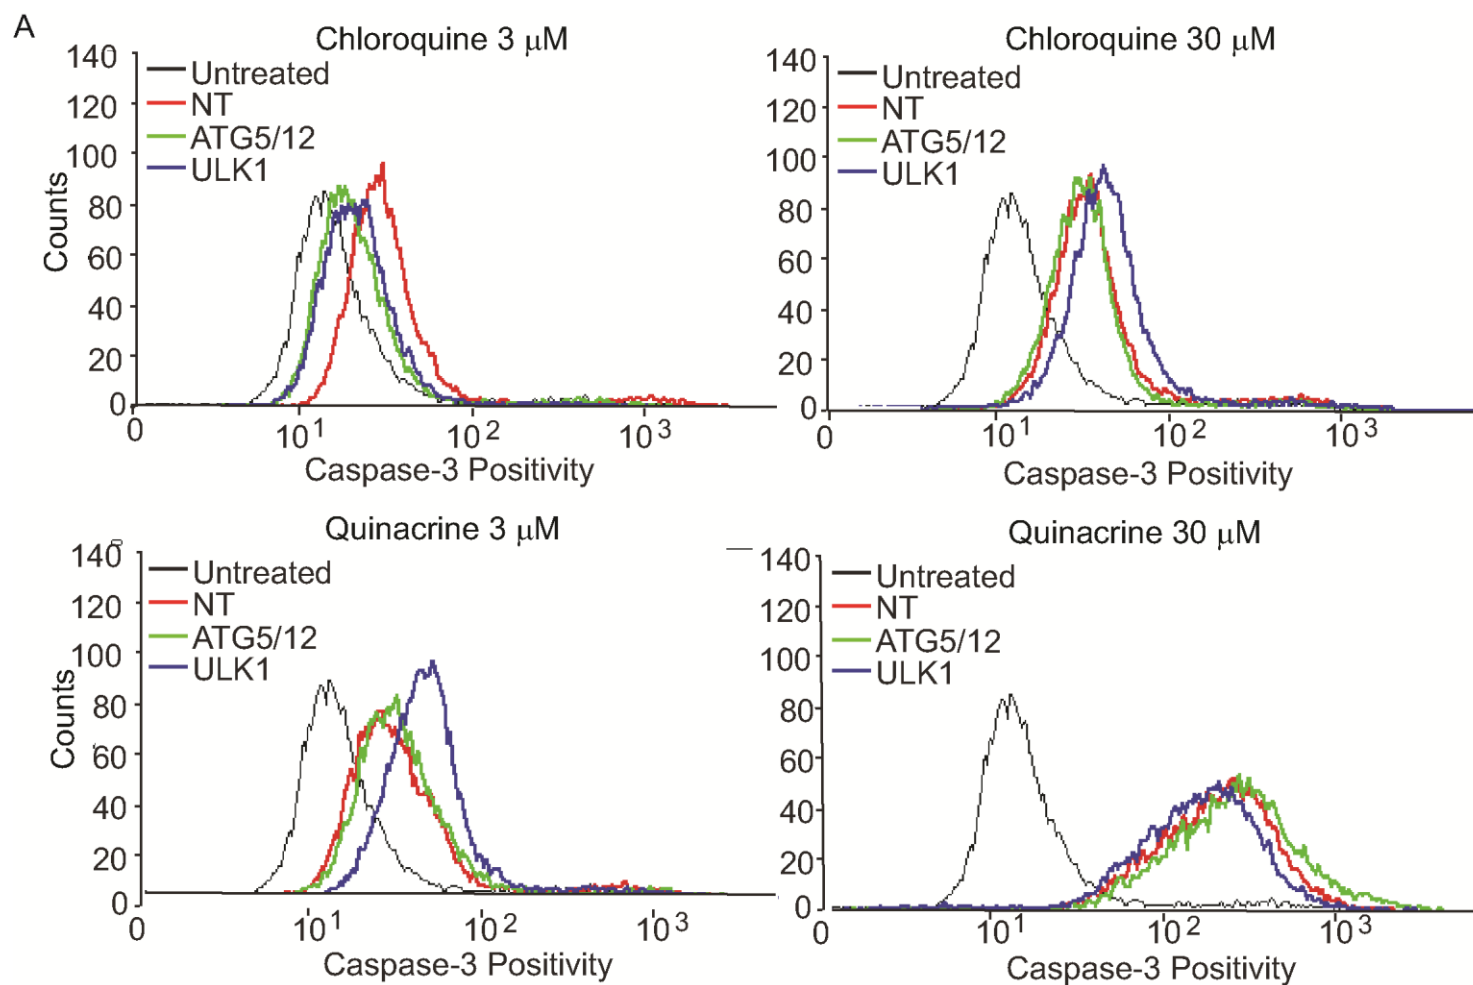 A
Chloroquine 3 μM
140
120
100
80
60
40
20
0
Counts
Untreated
NT
ATG5/12
ULK1
0 10¹ 10² 10³
Caspase-3 Positivity
Chloroquine 30 μM
140
120
100
80
60
40
20
0
Untreated
NT
ATG5/12
ULK1
0 10¹ 10² 10³
Caspase-3 Positivity
Quinacrine 3 μM
140
120
100
80
60
40
20
0
Counts
Untreated
NT
ATG5/12
ULK1
0 10¹ 10² 10³
Caspase-3 Positivity
Quinacrine 30 μM
140
120
100
80
60
40
20
0
Untreated
NT
ATG5/12
ULK1
0 10¹ 10² 10³
Caspase-3 Positivity